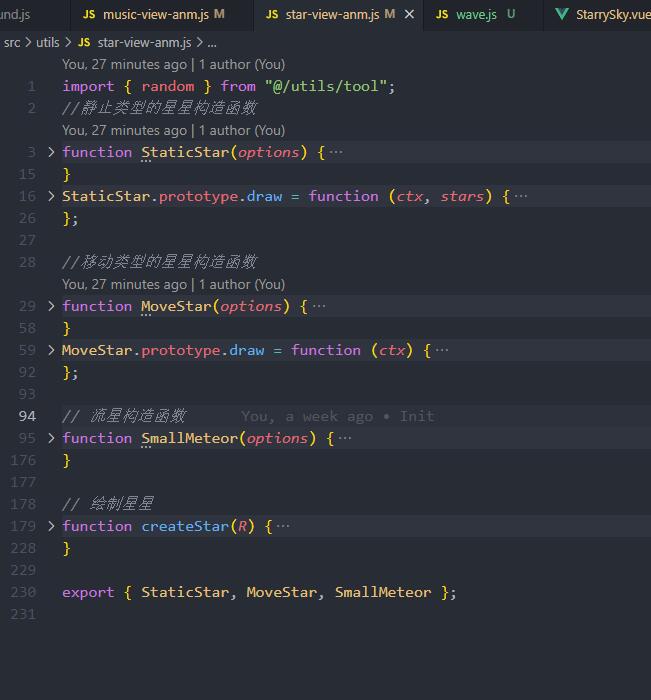 und.js JS music-view-anm.js M JS star-view-anm.js M × JS wave.js U StarrySky.vue
src > utils > JS star-view-anm.js > ...
You, 27 minutes ago | 1 author (You)
1 import { random } from "@/utils/tool";
2 //静止类型的星星构造函数
You, 27 minutes ago | 1 author (You)
3 > function StaticStar(options) { ···
15 }
16 > StaticStar.prototype.draw = function (ctx, stars) { ···
26 };
27
28 //移动类型的星星构造函数
You, 27 minutes ago | 1 author (You)
29 > function MoveStar(options) { ···
58 }
59 > MoveStar.prototype.draw = function (ctx) { ···
92 };
93
94 // 流星构造函数 You, a week ago • Init
95 > function SmallMeteor(options) { ···
176 }
177
178 // 绘制星星
179 > function createStar(R) { ···
228 }
229
230 export { StaticStar, MoveStar, SmallMeteor };
231